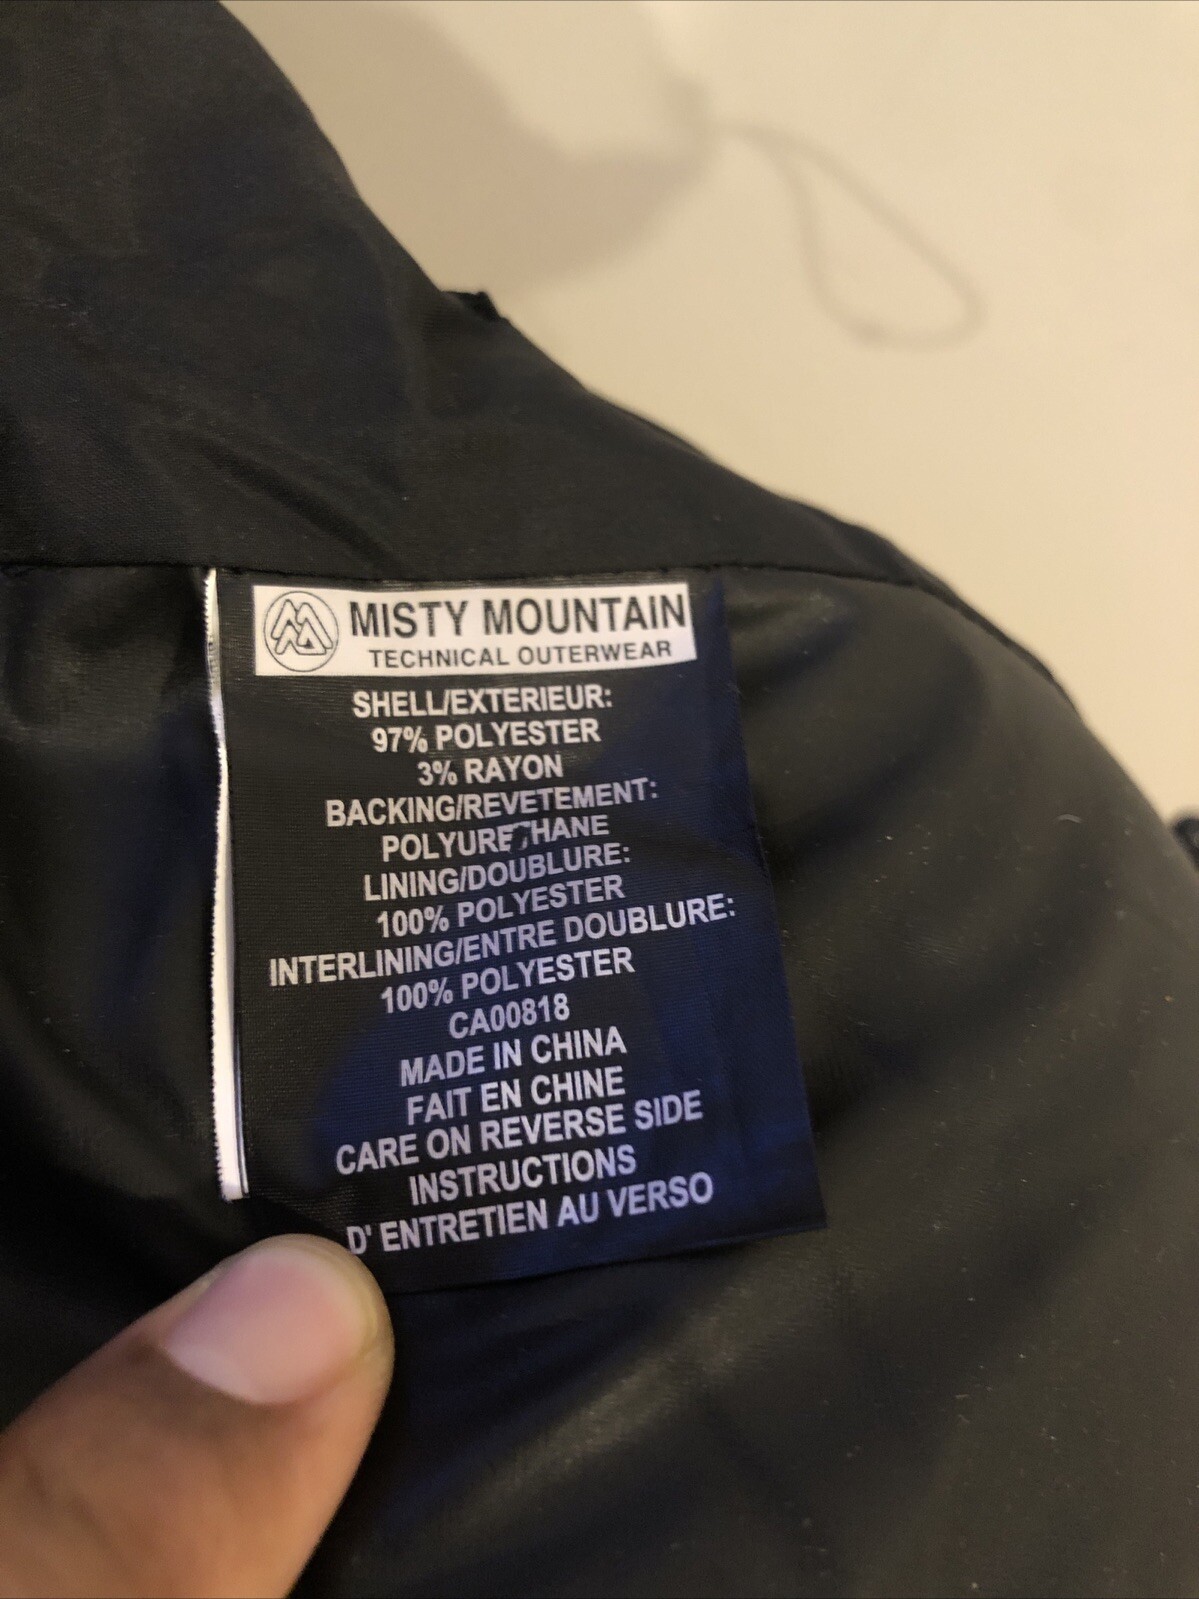 MISTY MOUNTAIN
TECHNICAL OUTERWEAR
SHELL/EXTERIEUR:
97% POLYESTER
3% RAYON
BACKING/REVETEMENT:
POLYURETHANE
LINING/DOUBLURE:
100% POLYESTER
INTERLINING/ENTRE DOUBLURE:
100% POLYESTER
CA00818
MADE IN CHINA
FAIT EN CHINE
CARE ON REVERSE SIDE
INSTRUCTIONS
D' ENTRETIEN AU VERSO